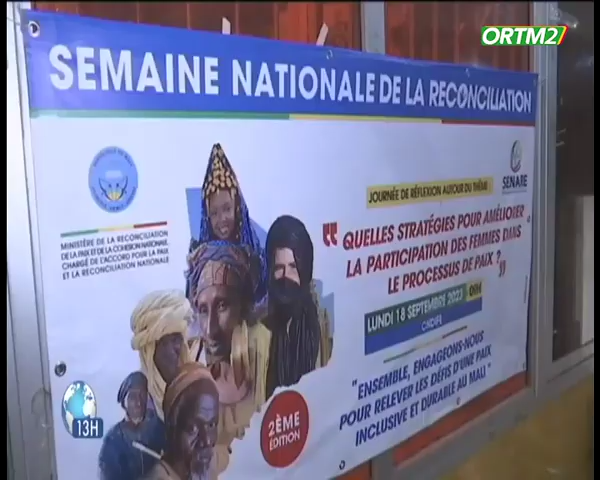 ORTM2
SEMAINE NATIONALE DE LA RECONCILIATION
SENARE
JOURNÉE DE RÉFLEXION AUTOUR DU THÈME
MINISTÈRE DE LA RECONCILIATION
DE LA PAIX ET DE LA COHESION NATIONALE,
CHARGÉ DE L'ACCORD POUR LA PAIX
ET LA RECONCILIATION NATIONALE
"QUELLES STRATÉGIES POUR AMÉLIORER
LA PARTICIPATION DES FEMMES DANS
LE PROCESSUS DE PAIX ?"
LUNDI 18 SEPTEMBRE 2023
"ENSEMBLE, ENGAGEONS-NOUS
POUR RELEVER LES DÉFIS D'UNE PAIX
INCLUSIVE ET DURABLE AU MALI."
2ÈME
ÉDITION
13H